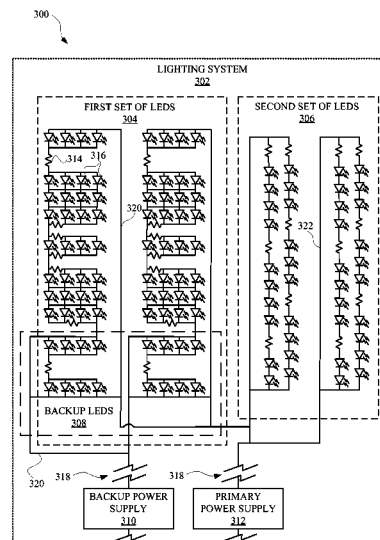 300
LIGHTING SYSTEM
302
FIRST SET OF LEDS
304
SECOND SET OF LEDS
306
314
316
320
322
BACKUP LEDS
308
320
318
318
BACKUP POWER
SUPPLY
310
PRIMARY
POWER SUPPLY
312